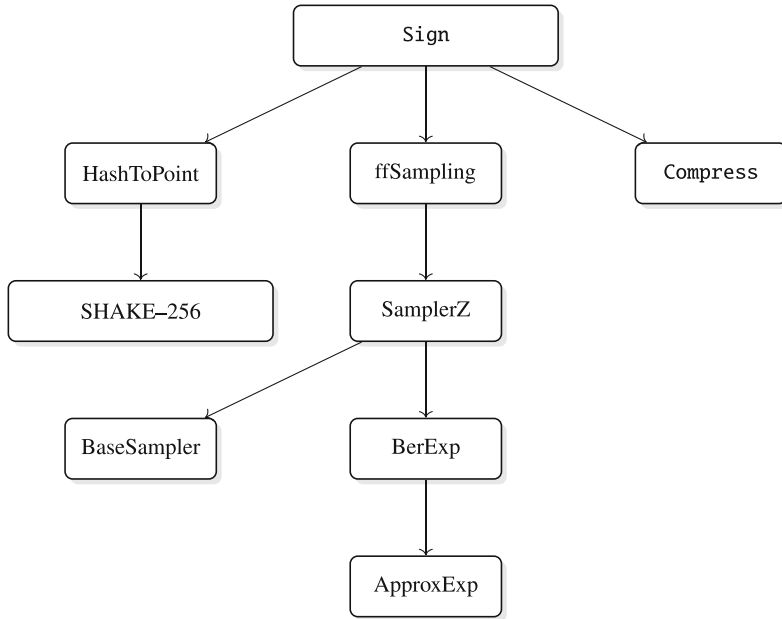 Sign
HashToPoint
ffSampling
Compress
SHAKE–256
SamplerZ
BaseSampler
BerExp
ApproxExp